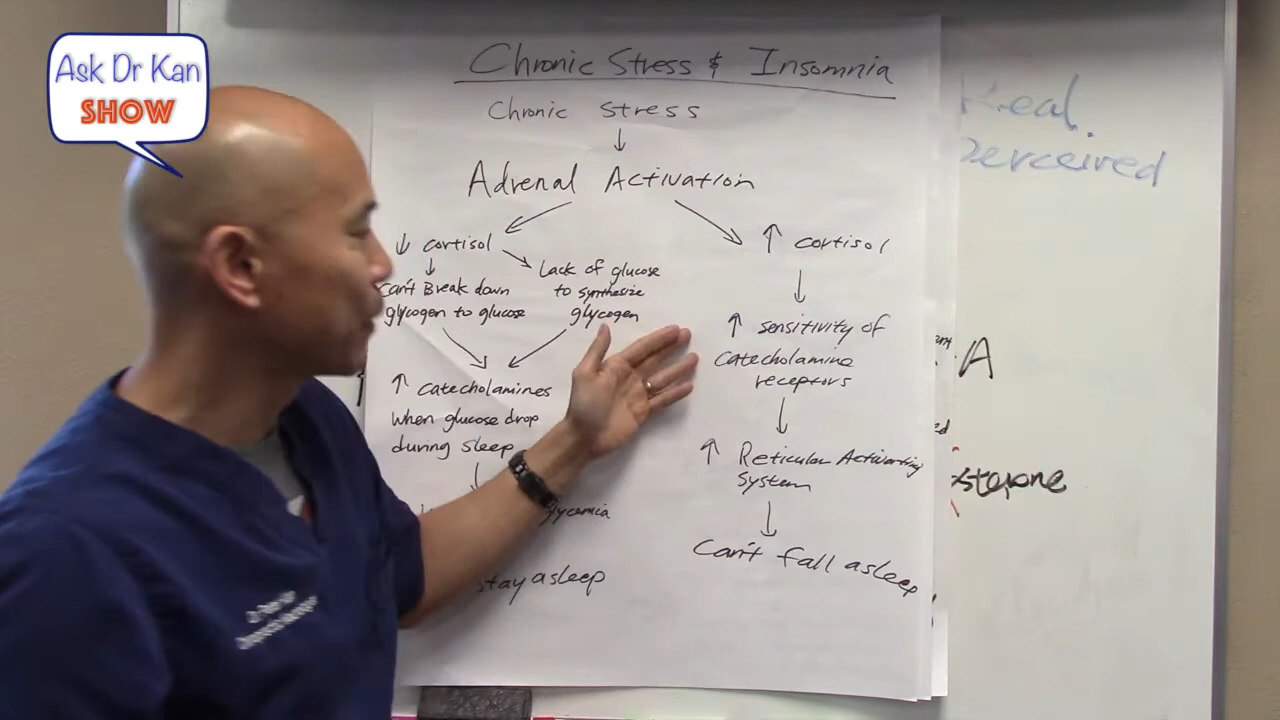 Ask Dr Kan
SHOW
Chronic Stress & Insomnia
Chronic Stress
↓
Adrenal Activation
↓ cortisol
Can't Break down
glycogen to glucose
Lack of glucose
to synthesize
glycogen
↑ catecholamines
when glucose drop
during sleep
glycemia
stay asleep
↑ cortisol
↑ sensitivity of
catecholamine
receptors
↑ Reticular Activating
System
Can't fall asleep
Real
Perceived
A
Dr